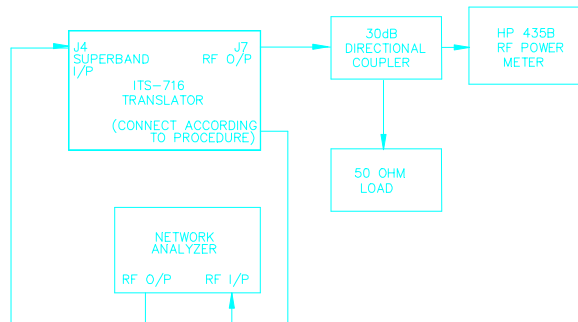 J4
SUPERBAND
I/P
J7
RF O/P
ITS-716
TRANSLATOR
(CONNECT ACCORDING
TO PROCEDURE)
30dB
DIRECTIONAL
COUPLER
HP 435B
RF POWER
METER
50 OHM
LOAD
NETWORK
ANALYZER
RF O/P
RF I/P